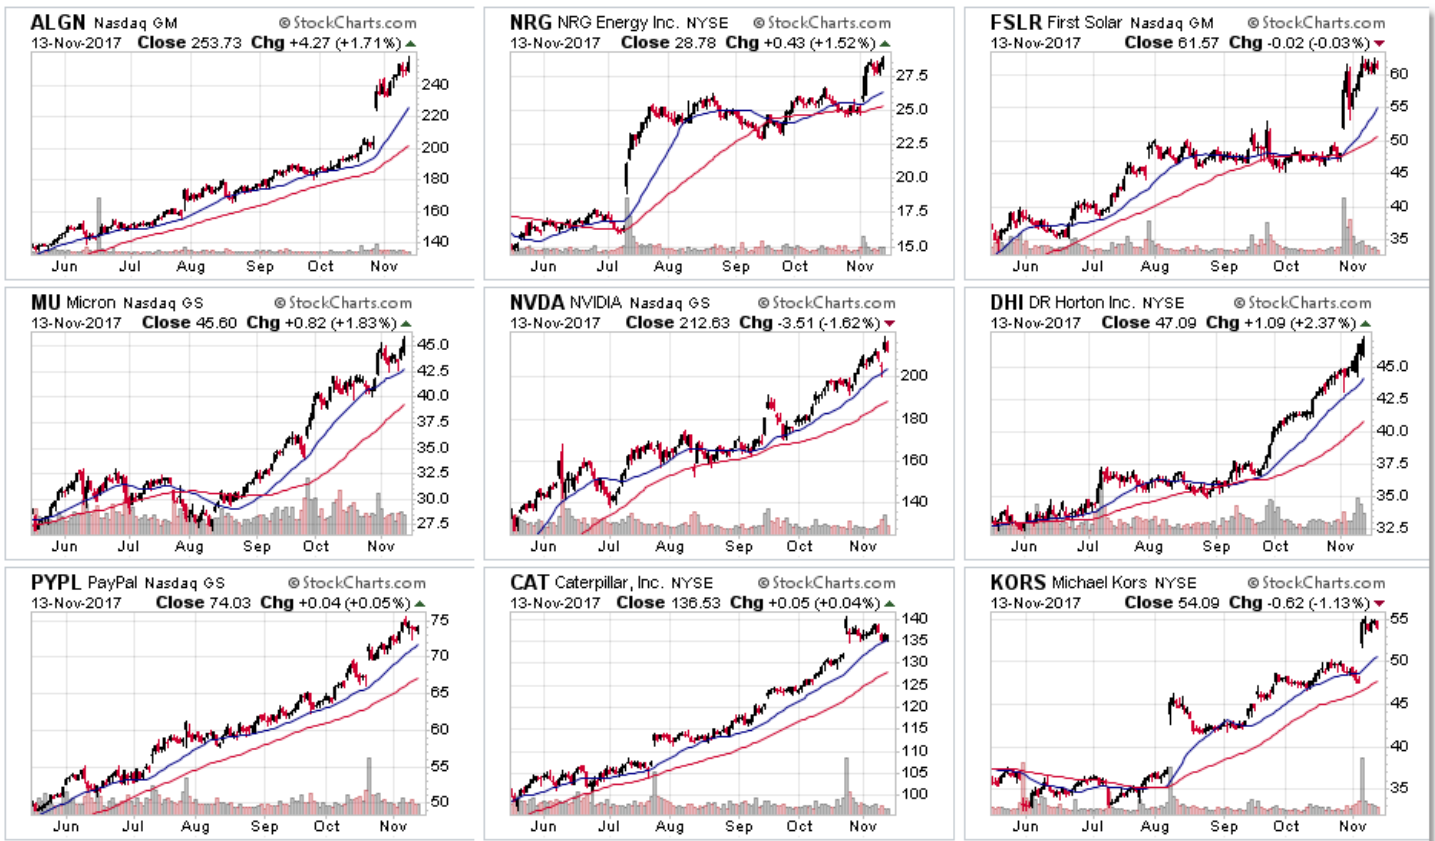 ALGN Nasdaq GM © StockCharts.com
13-Nov-2017 Close 253.73 Chg +4.27 (+1.71%)
240
220
200
180
160
140
Jun Jul Aug Sep Oct Nov
NRG NRG Energy Inc. NYSE © StockCharts.com
13-Nov-2017 Close 28.78 Chg +0.43 (+1.52%)
27.5
25.0
22.5
20.0
17.5
15.0
Jun Jul Aug Sep Oct Nov
FSLR First Solar Nasdaq GM © StockCharts.com
13-Nov-2017 Close 61.57 Chg -0.02 (-0.03%)
60
55
50
45
40
35
Jun Jul Aug Sep Oct Nov
MU Micron Nasdaq GS © StockCharts.com
13-Nov-2017 Close 45.60 Chg +0.82 (+1.83%)
45.0
42.5
40.0
37.5
35.0
32.5
30.0
27.5
Jun Jul Aug Sep Oct Nov
NVDA NVIDIA Nasdaq GS © StockCharts.com
13-Nov-2017 Close 212.63 Chg -3.51 (-1.62%)
200
180
160
140
Jun Jul Aug Sep Oct Nov
DHI DR Horton Inc. NYSE © StockCharts.com
13-Nov-2017 Close 47.09 Chg +1.09 (+2.37%)
45.0
42.5
40.0
37.5
35.0
32.5
Jun Jul Aug Sep Oct Nov
PYPL PayPal Nasdaq GS © StockCharts.com
13-Nov-2017 Close 74.03 Chg +0.04 (+0.05%)
75
70
65
60
55
50
Jun Jul Aug Sep Oct Nov
CAT Caterpillar, Inc. NYSE © StockCharts.com
13-Nov-2017 Close 136.53 Chg +0.05 (+0.04%)
140
135
130
125
120
115
110
105
100
Jun Jul Aug Sep Oct Nov
KORS Michael Kors NYSE © StockCharts.com
13-Nov-2017 Close 54.09 Chg -0.62 (-1.13%)
55
50
45
40
35
Jun Jul Aug Sep Oct Nov